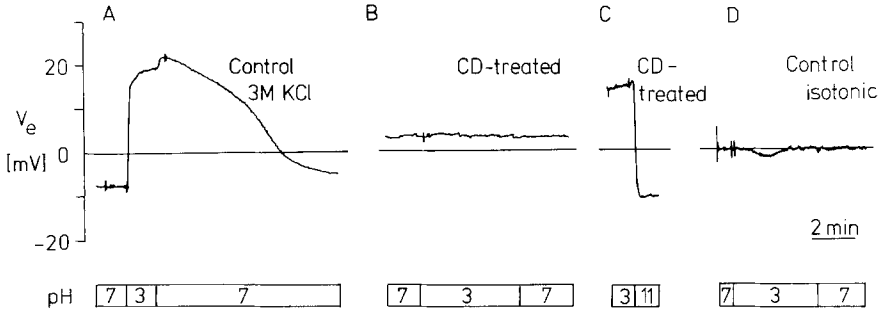 A
B
C
D
20
0
-20
V_e
[mV]
Control
3M KCl
CD-treated
CD-
treated
Control
isotonic
2 min
pH
7 3 7
7 3 7
3 11
7 3 7